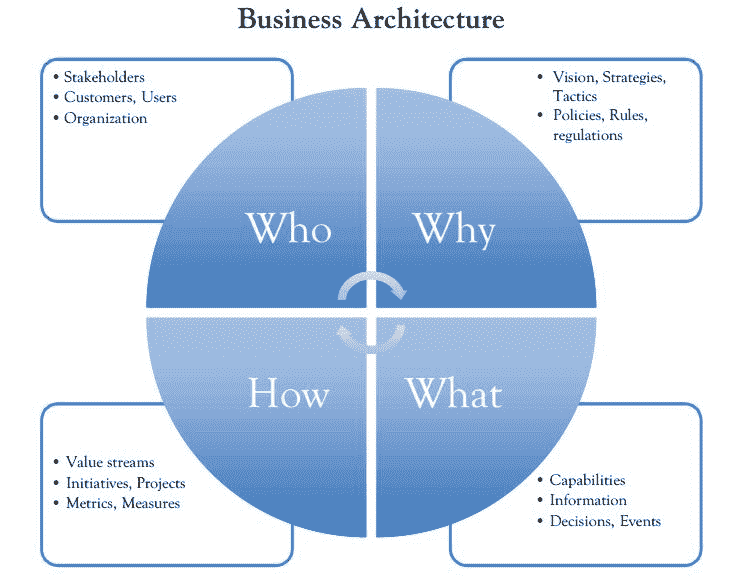 Business Architecture
• Stakeholders
• Customers, Users
• Organization
• Vision, Strategies,
Tactics
• Policies, Rules,
regulations
Who
Why
How
What
• Value streams
• Initiatives, Projects
• Metrics, Measures
• Capabilities
• Information
• Decisions, Events